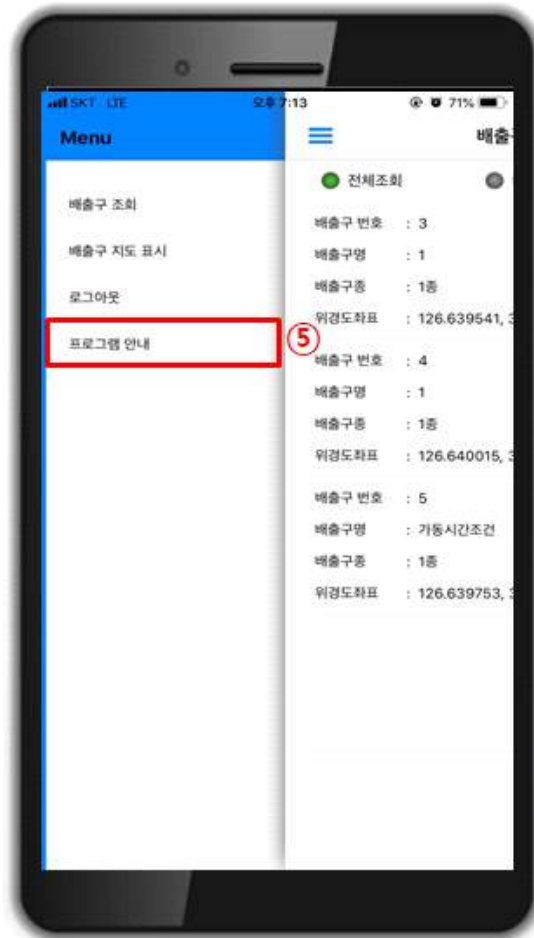 SKT LTE 오후 7:13 71%
Menu
배출구 조회
배출구 지도 표시
로그아웃
프로그램 안내
⑤
배출
전체조회
배출구 번호 : 3
배출구명 : 1
배출구종 : 1종
위경도좌표 : 126.639541, 3
배출구 번호 : 4
배출구명 : 1
배출구종 : 1종
위경도좌표 : 126.640015, 3
배출구 번호 : 5
배출구명 : 가동시간조건
배출구종 : 1종
위경도좌표 : 126.639753, 3